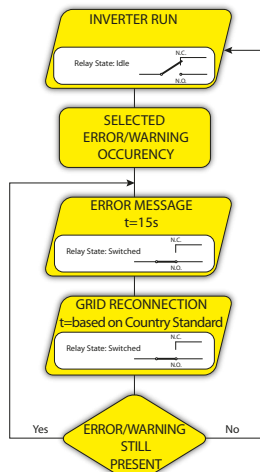 INVERTER RUN
N.C.
Relay State: Idle
N.O.
SELECTED
ERROR/WARNING
OCCURENCY
ERROR MESSAGE
t=15s
N.C.
Relay State: Switched
N.O.
GRID RECONNECTION
t=based on Country Standard
N.C.
Relay State: Switched
N.O.
Yes
ERROR/WARNING
STILL
PRESENT
No